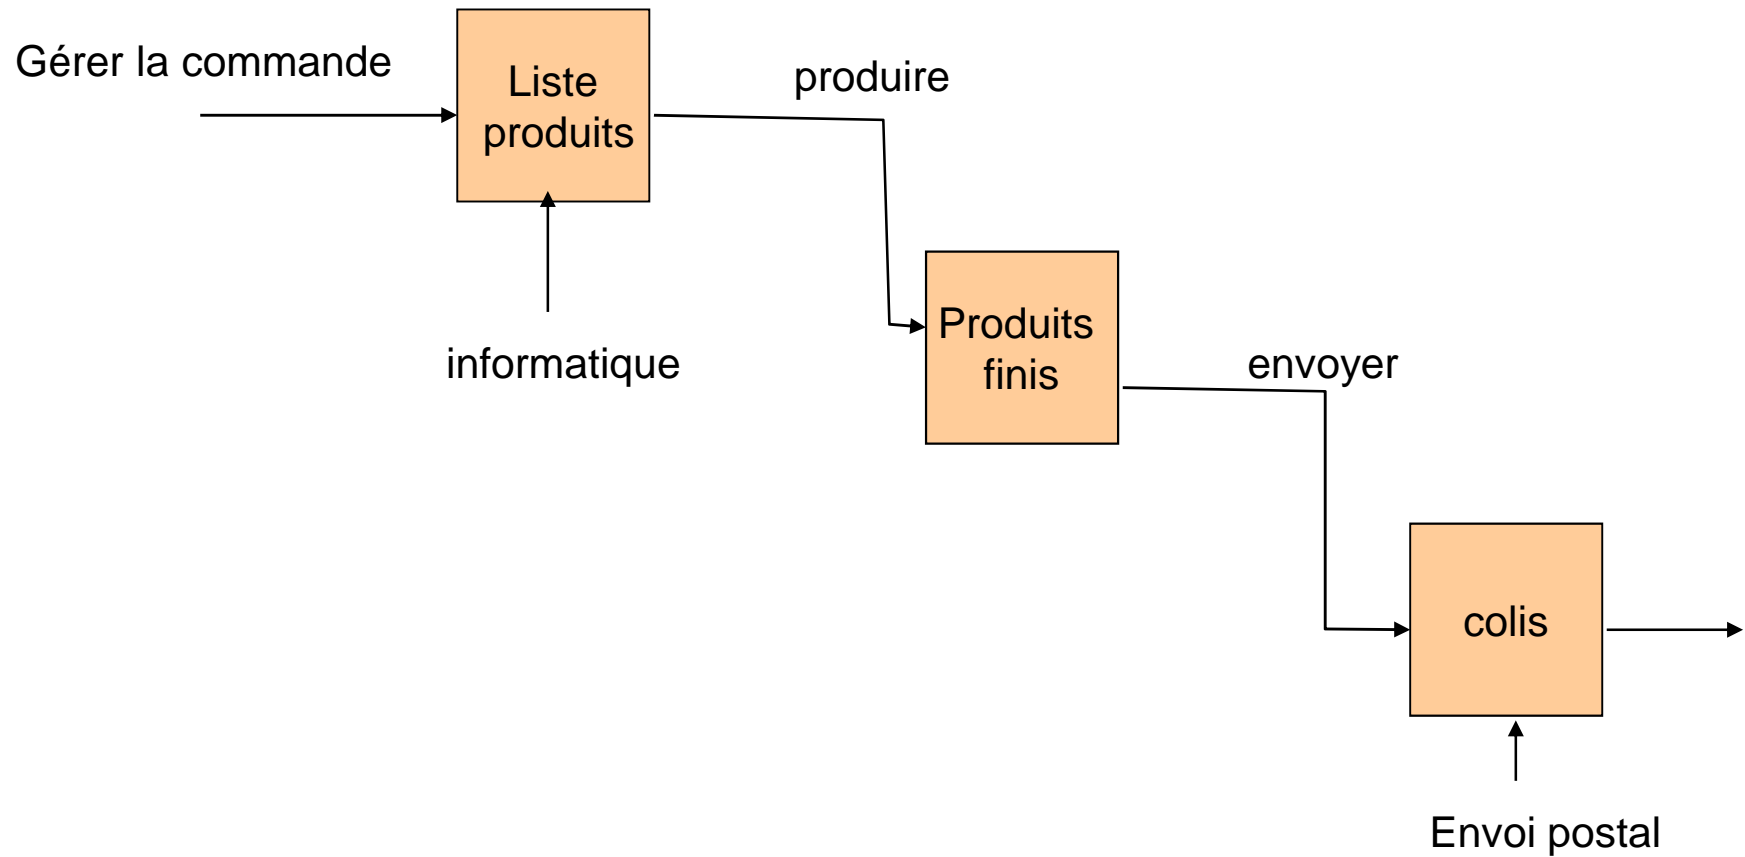 Gérer la commande
Liste
produits
produire
informatique
Produits
finis
envoyer
colis
Envoi postal